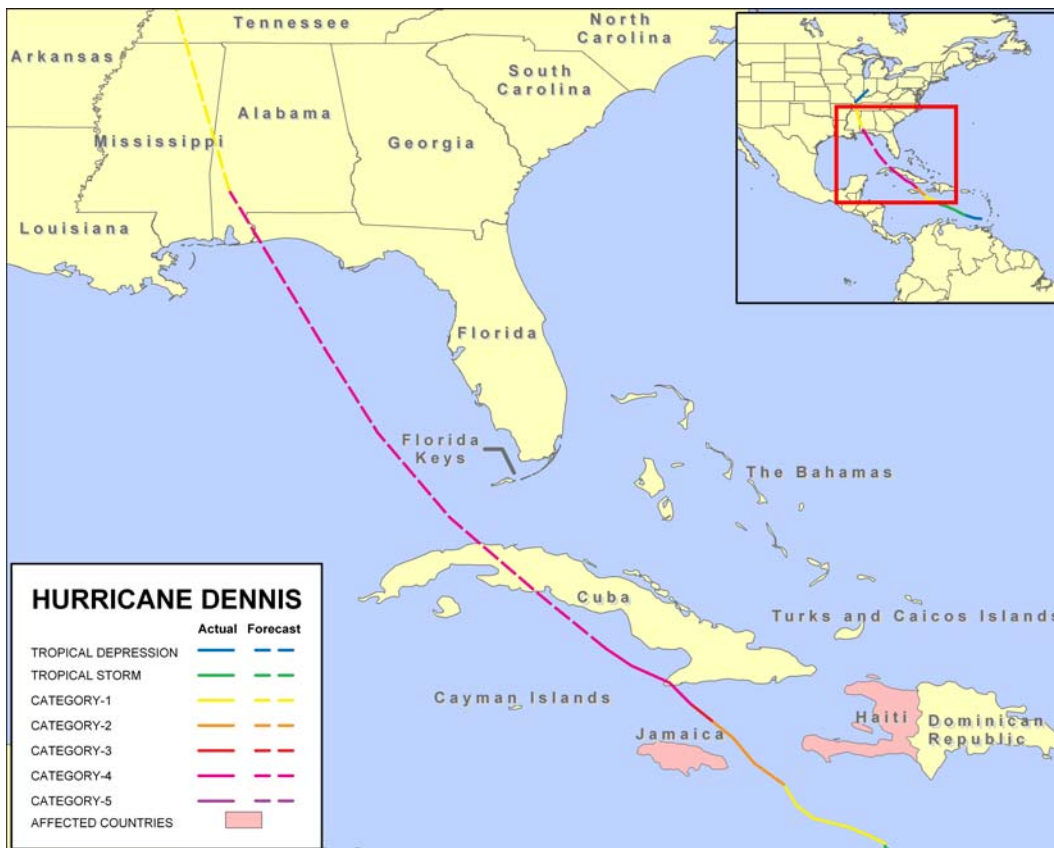 Tennessee
North
Carolina
Arkansas
South
Carolina
Alabama
Mississippi
Georgia
Louisiana
Florida
Florida
Keys
The Bahamas
HURRICANE DENNIS
Actual Forecast
TROPICAL DEPRESSION
TROPICAL STORM
CATEGORY-1
CATEGORY-2
CATEGORY-3
CATEGORY-4
CATEGORY-5
AFFECTED COUNTRIES
Cuba
Turks and Caicos Islands
Cayman Islands
Jamaica
Haiti
Dominican
Republic